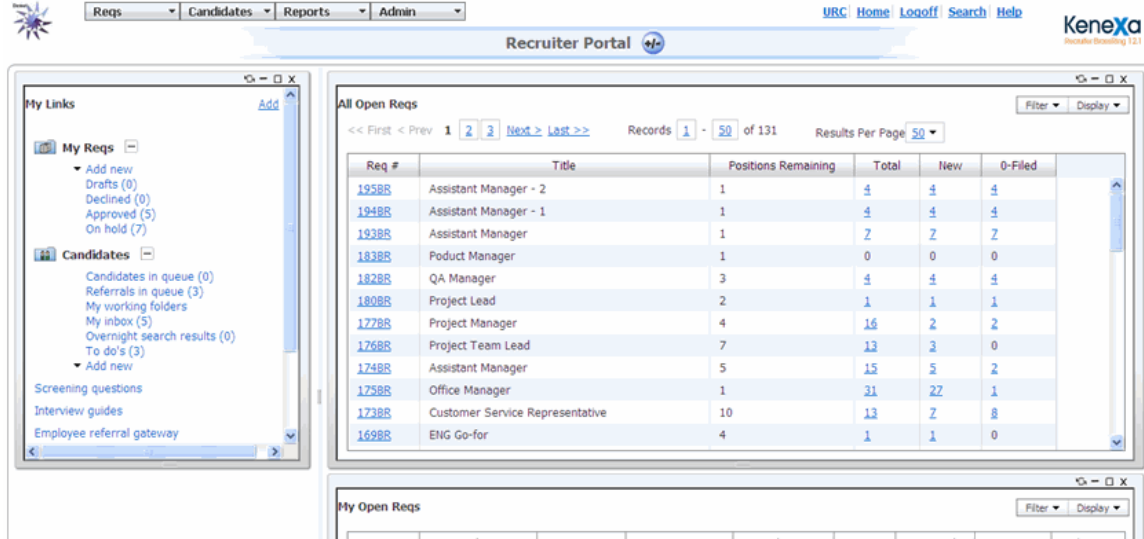 Reqs Candidates Reports Admin URC Home Logoff Search Help
Kenexa
Recruiter BrassRing 12.1
Recruiter Portal +/-
My Links Add
My Reqs
Add new
Drafts (0)
Declined (0)
Approved (5)
On hold (7)
Candidates
Candidates in queue (0)
Referrals in queue (3)
My working folders
My inbox (5)
Overnight search results (0)
To do's (3)
Add new
Screening questions
Interview guides
Employee referral gateway
All Open Reqs Filter Display
<< First < Prev 1 2 3 Next > Last >> Records 1 - 50 of 131 Results Per Page 50
Req # Title Positions Remaining Total New 0-Filed
195BR Assistant Manager - 2 1 4 4 4
194BR Assistant Manager - 1 1 4 4 4
193BR Assistant Manager 1 7 7 7
183BR Poduct Manager 1 0 0 0
182BR QA Manager 3 4 4 4
180BR Project Lead 2 1 1 1
177BR Project Manager 4 16 2 2
176BR Project Team Lead 7 13 3 0
174BR Assistant Manager 5 15 5 2
175BR Office Manager 1 31 27 1
173BR Customer Service Representative 10 13 7 8
169BR ENG Go-for 4 1 1 0
My Open Reqs Filter Display